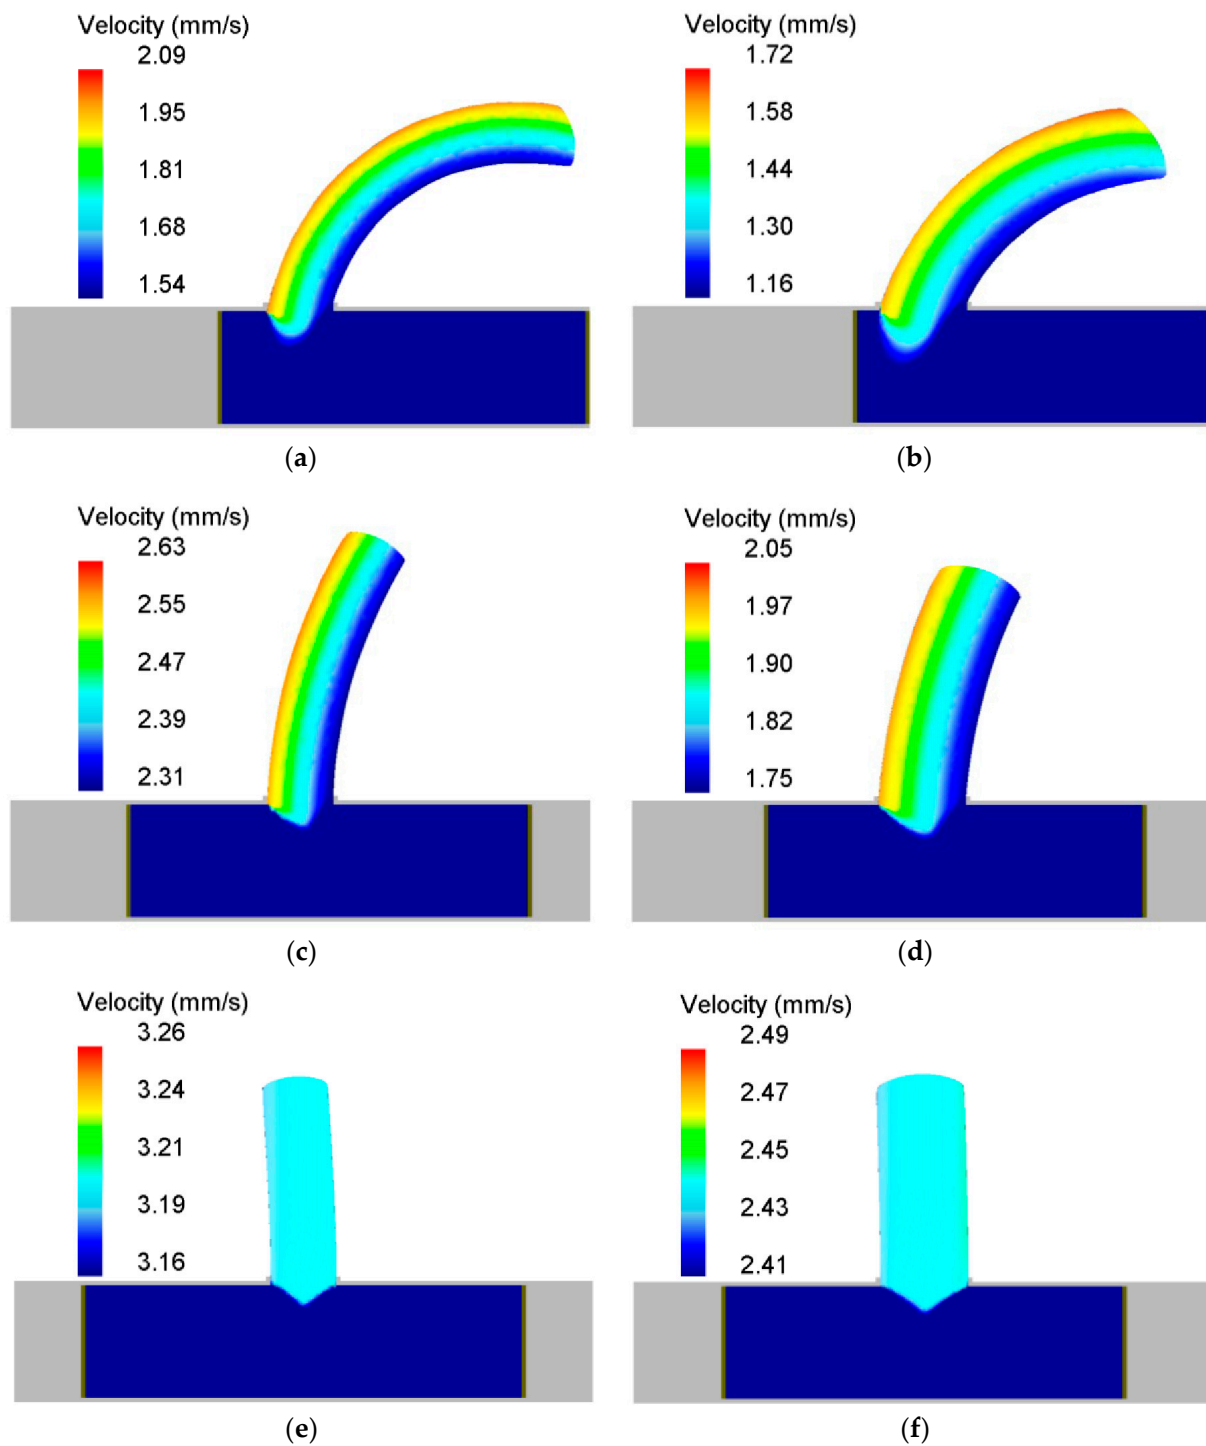 Velocity (mm/s)
2.09
1.95
1.81
1.68
1.54
(a)
Velocity (mm/s)
1.72
1.58
1.44
1.30
1.16
(b)
Velocity (mm/s)
2.63
2.55
2.47
2.39
2.31
(c)
Velocity (mm/s)
2.05
1.97
1.90
1.82
1.75
(d)
Velocity (mm/s)
3.26
3.24
3.21
3.19
3.16
(e)
Velocity (mm/s)
2.49
2.47
2.45
2.43
2.41
(f)